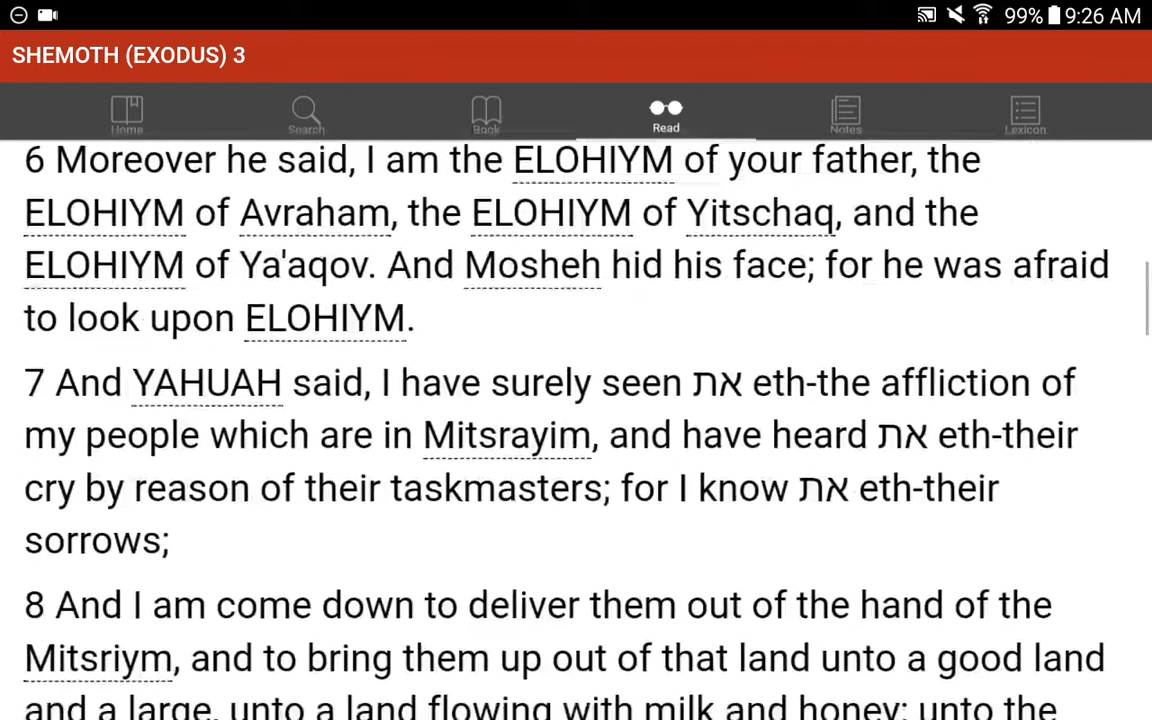 99% 9:26 AM
SHEMOTH (EXODUS) 3
Home Search Book Read Notes Lexicon
6 Moreover he said, I am the ELOHIYM of your father, the
ELOHIYM of Avraham, the ELOHIYM of Yitschaq, and the
ELOHIYM of Ya'aqov. And Mosheh hid his face; for he was afraid
to look upon ELOHIYM.
7 And YAHUAH said, I have surely seen את eth-the affliction of
my people which are in Mitsrayim, and have heard את eth-their
cry by reason of their taskmasters; for I know את eth-their
sorrows;
8 And I am come down to deliver them out of the hand of the
Mitsriym, and to bring them up out of that land unto a good land
and a large, unto a land flowing with milk and honey; unto the